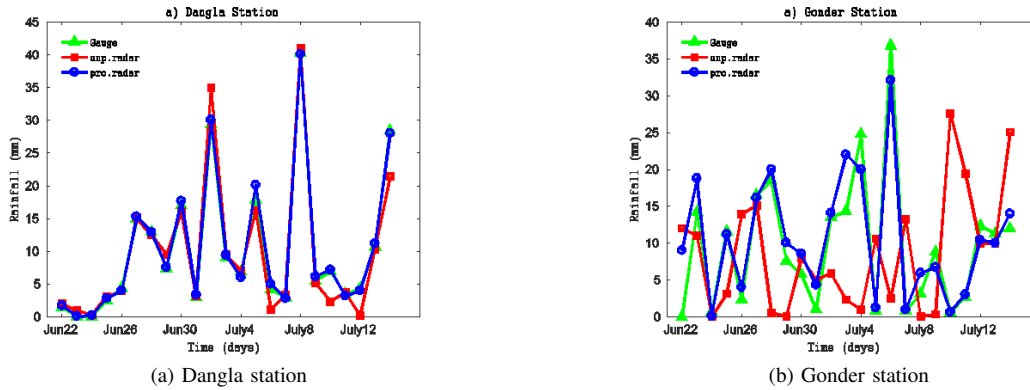 a) Dangla Station
45
40
35
30
25
20
15
10
5
0
Rainfall (mm)
Gauge
unp.radar
pro.radar
Jun22 Jun26 Jun30 July4 July8 July12
Time (days)
(a) Dangla station
a) Gonder Station
40
35
30
25
20
15
10
5
0
Rainfall (mm)
Gauge
unp.radar
pro.radar
Jun22 Jun26 Jun30 July4 July8 July12
Time (days)
(b) Gonder station